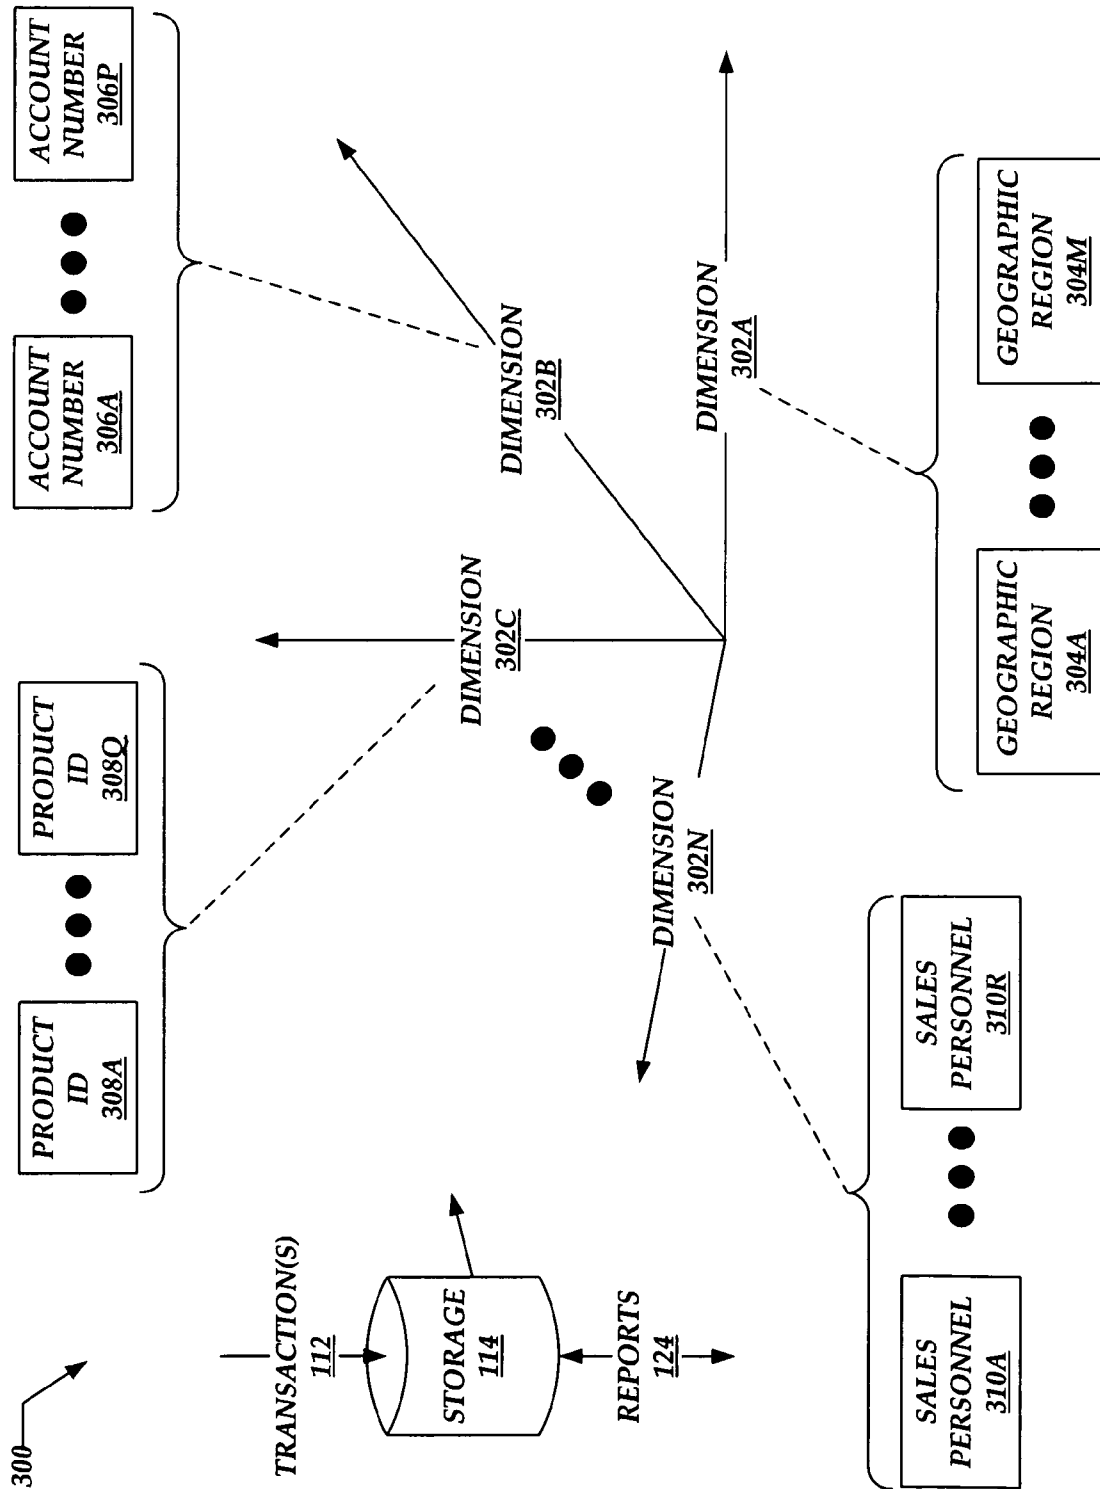 300
TRANSACTION(S)
112
STORAGE
114
REPORTS
124
PRODUCT
ID
308A
PRODUCT
ID
308Q
ACCOUNT
NUMBER
306A
ACCOUNT
NUMBER
306P
DIMENSION
302C
DIMENSION
302B
DIMENSION
302N
DIMENSION
302A
SALES
PERSONNEL
310A
SALES
PERSONNEL
310R
GEOGRAPHIC
REGION
304A
GEOGRAPHIC
REGION
304M